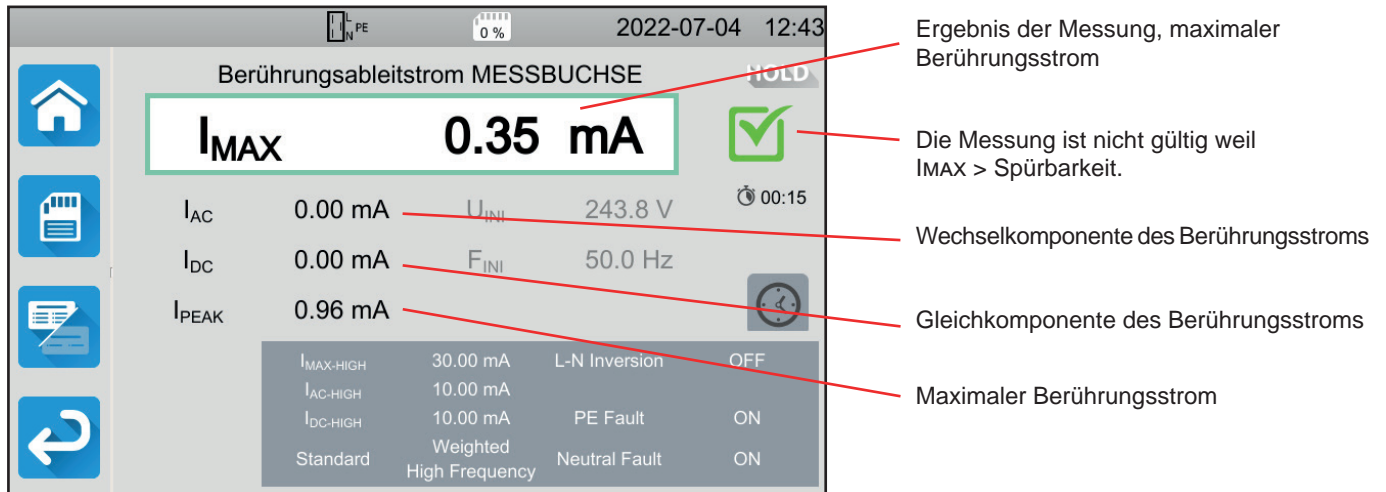 L
N PE
0 %
2022-07-04 12:43
Berührungsableitstrom MESSBUCHSE
HOLD
IMAX 0.35 mA
IAC 0.00 mA UINI 243.8 V
00:15
IDC 0.00 mA FINI 50.0 Hz
IPEAK 0.96 mA
IMAX-HIGH 30.00 mA L-N Inversion OFF
IAC-HIGH 10.00 mA
IDC-HIGH 10.00 mA PE Fault ON
Standard Weighted High Frequency Neutral Fault ON
Ergebnis der Messung, maximaler
Berührungsstrom
Die Messung ist nicht gültig weil
IMAX > Spürbarkeit.
Wechselkomponente des Berührungsstroms
Gleichkomponente des Berührungsstroms
Maximaler Berührungsstrom